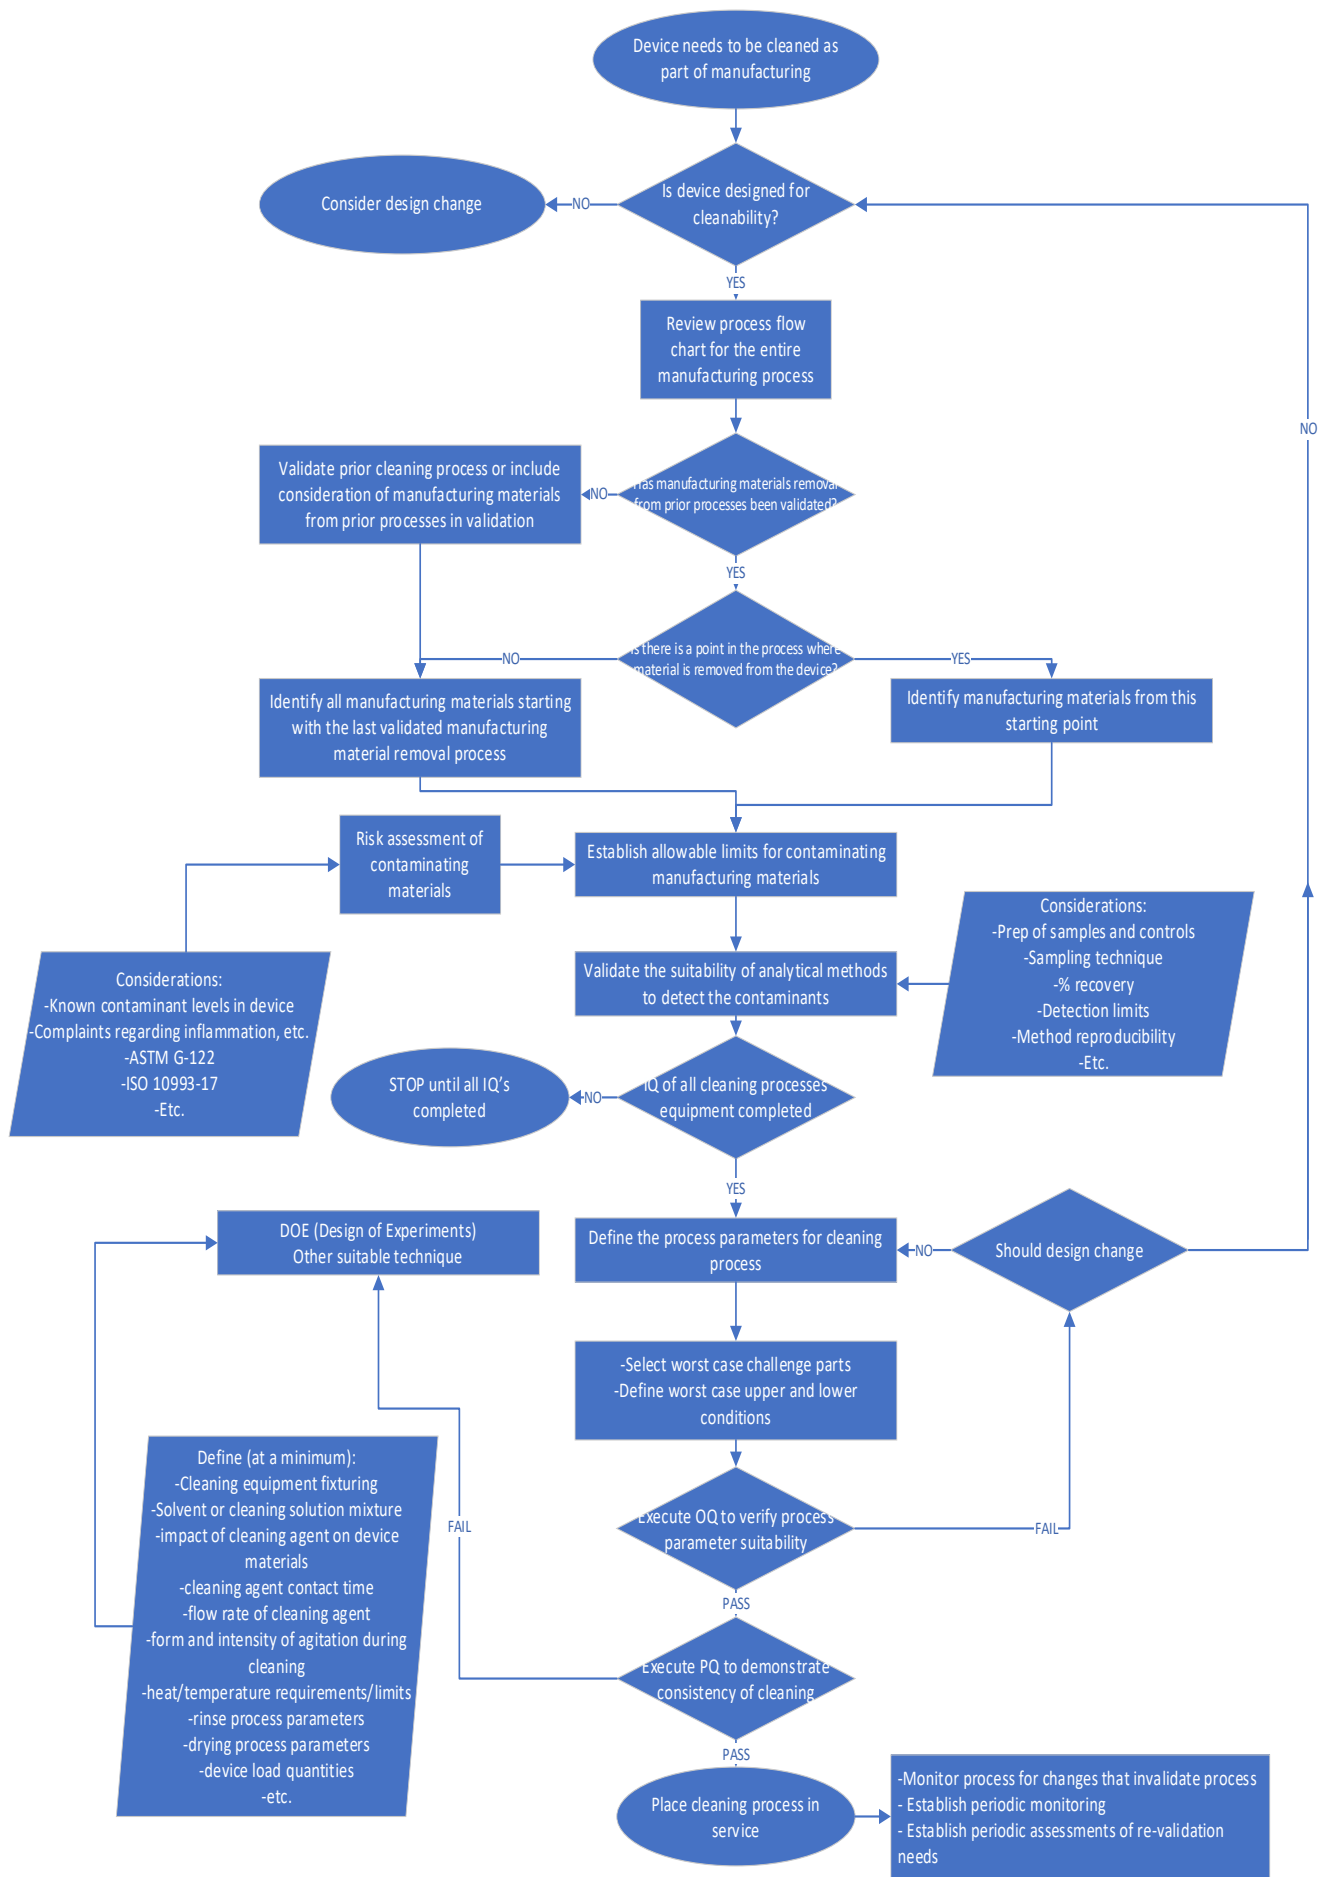 Device needs to be cleaned as
part of manufacturing
Is device designed for
cleanability?
NO
Consider design change
YES
Review process flow
chart for the entire
manufacturing process
NO
Has manufacturing materials removal
from prior processes been validated?
NO
Validate prior cleaning process or include
consideration of manufacturing materials
from prior processes in validation
YES
Is there is a point in the process where
material is removed from the device?
NO
YES
Identify all manufacturing materials starting
with the last validated manufacturing
material removal process
Identify manufacturing materials from this
starting point
Risk assessment of
contaminating
materials
Establish allowable limits for contaminating
manufacturing materials
Considerations:
-Prep of samples and controls
-Sampling technique
-% recovery
-Detection limits
-Method reproducibility
-Etc.
Considerations:
-Known contaminant levels in device
-Complaints regarding inflammation, etc.
-ASTM G-122
-ISO 10993-17
-Etc.
Validate the suitability of analytical methods
to detect the contaminants
IQ of all cleaning processes
equipment completed
NO
STOP until all IQ's
completed
YES
DOE (Design of Experiments)
Other suitable technique
Define the process parameters for cleaning
process
NO
Should design change
-Select worst case challenge parts
-Define worst case upper and lower
conditions
Define (at a minimum):
-Cleaning equipment fixturing
-Solvent or cleaning solution mixture
-impact of cleaning agent on device
materials
-cleaning agent contact time
-flow rate of cleaning agent
-form and intensity of agitation during
cleaning
-heat/temperature requirements/limits
-rinse process parameters
-drying process parameters
-device load quantities
-etc.
FAIL
Execute OQ to verify process
parameter suitability
FAIL
PASS
Execute PQ to demonstrate
consistency of cleaning
PASS
Place cleaning process in
service
-Monitor process for changes that invalidate process
- Establish periodic monitoring
- Establish periodic assessments of re-validation
needs